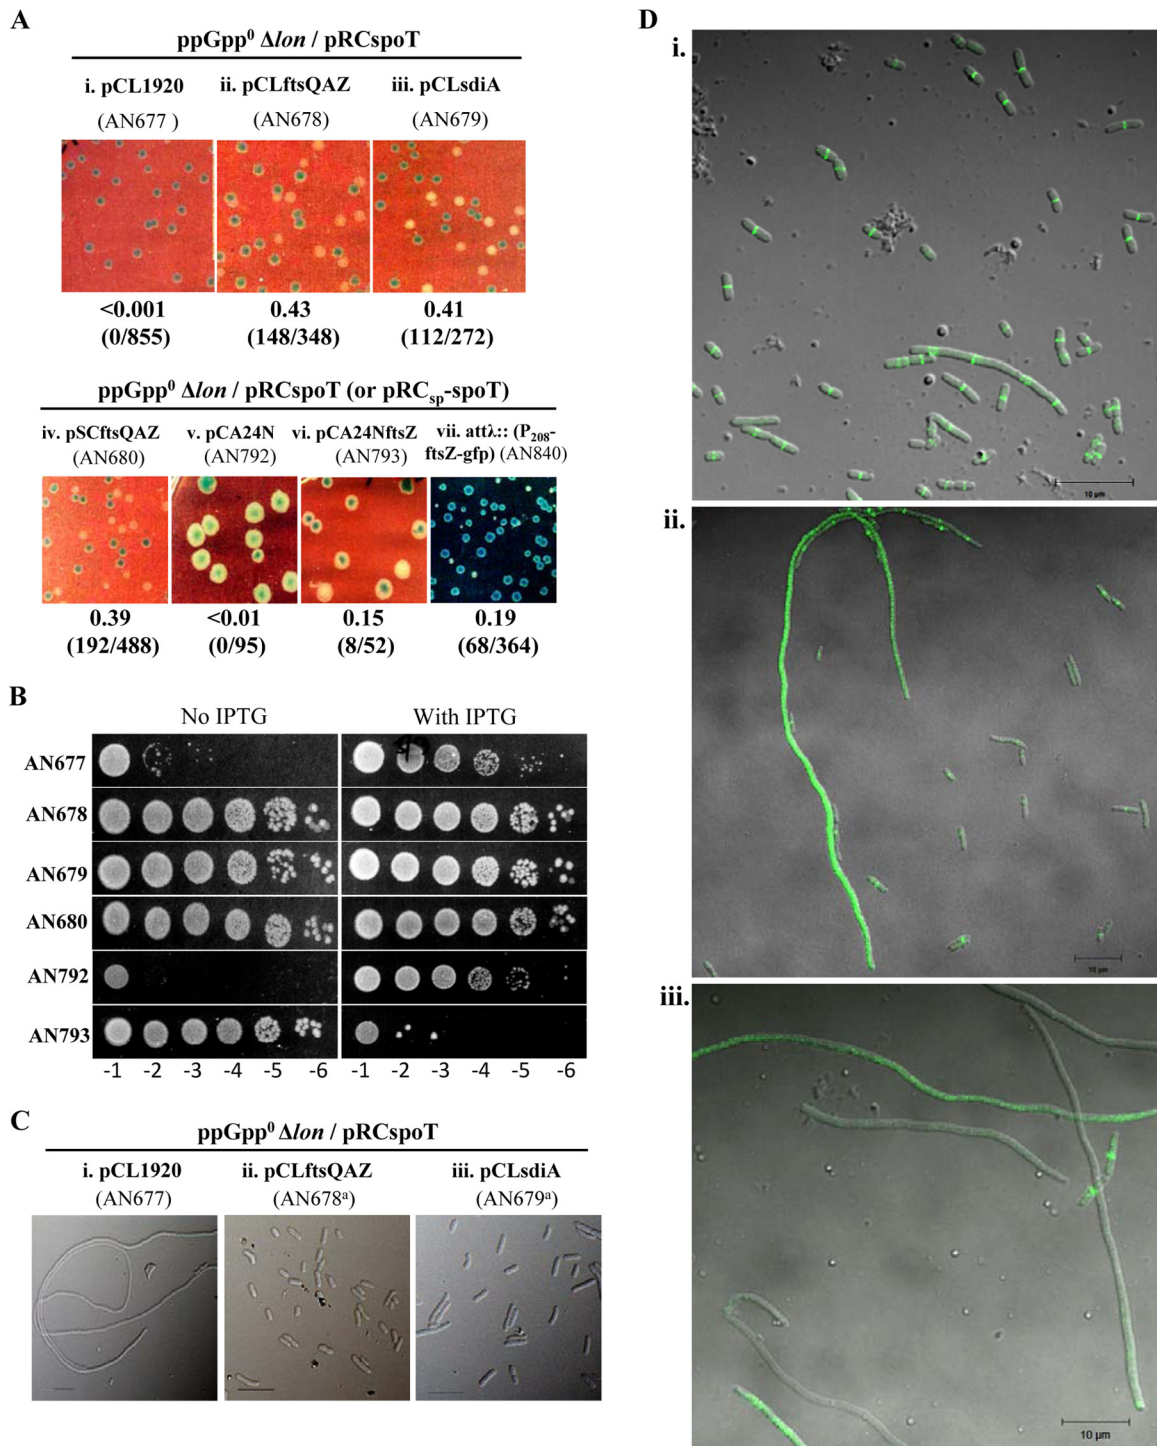 A
ppGpp⁰ Δlon / pRCspoT
i. pCL1920 ii. pCLftsQAZ iii. pCLsdiA
(AN677 ) (AN678) (AN679)
<0.001 0.43 0.41
(0/855) (148/348) (112/272)
ppGpp⁰ Δlon / pRCspoT (or pRCsp-spoT)
iv. pSCftsQAZ v. pCA24N vi. pCA24NftsZ vii. attλ:: (P208-
(AN680) (AN792) (AN793) ftsZ-gfp) (AN840)
0.39 <0.01 0.15 0.19
(192/488) (0/95) (8/52) (68/364)
B
No IPTG With IPTG
AN677
AN678
AN679
AN680
AN792
AN793
-1 -2 -3 -4 -5 -6 -1 -2 -3 -4 -5 -6
C
ppGpp⁰ Δlon / pRCspoT
i. pCL1920 ii. pCLftsQAZ iii. pCLsdiA
(AN677) (AN678ᵃ) (AN679ᵃ)
D
i.
10 µm
ii.
10 µm
iii.
10 µm